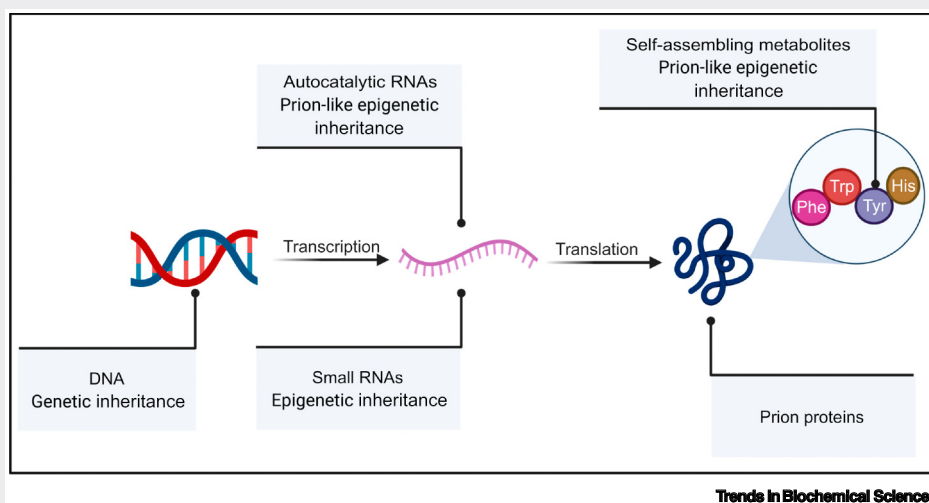 Self-assembling metabolites
Prion-like epigenetic
inheritance
Autocatalytic RNAs
Prion-like epigenetic
inheritance
Phe
Trp
Tyr
His
Transcription
Translation
DNA
Genetic inheritance
Small RNAs
Epigenetic inheritance
Prion proteins
Trends in Biochemical Science